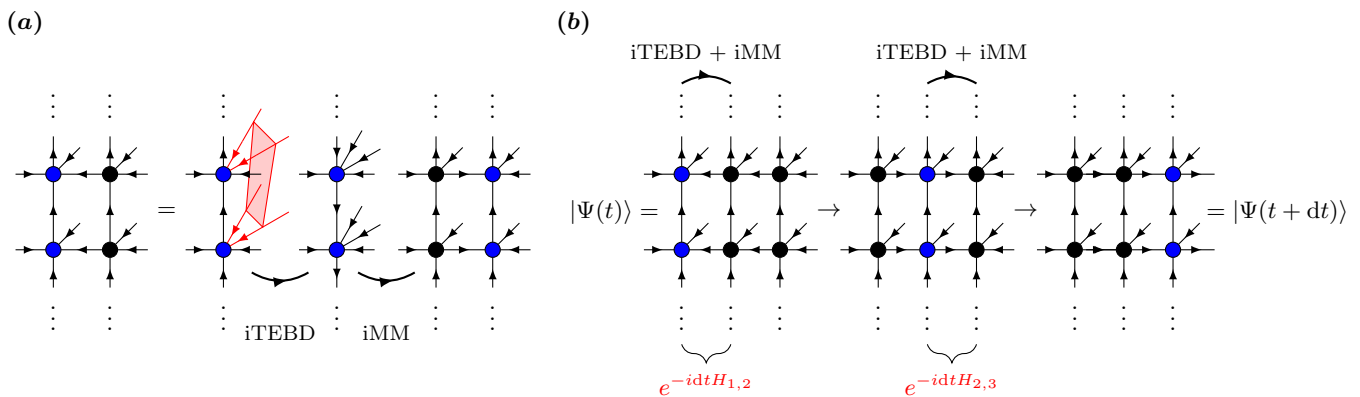 (a)
=
iTEBD
iMM
(b)
iTEBD + iMM
iTEBD + iMM
|Ψ(t)⟩ =
→
→
= |Ψ(t + dt)⟩
e^{-idtH_{1,2}}
e^{-idtH_{2,3}}